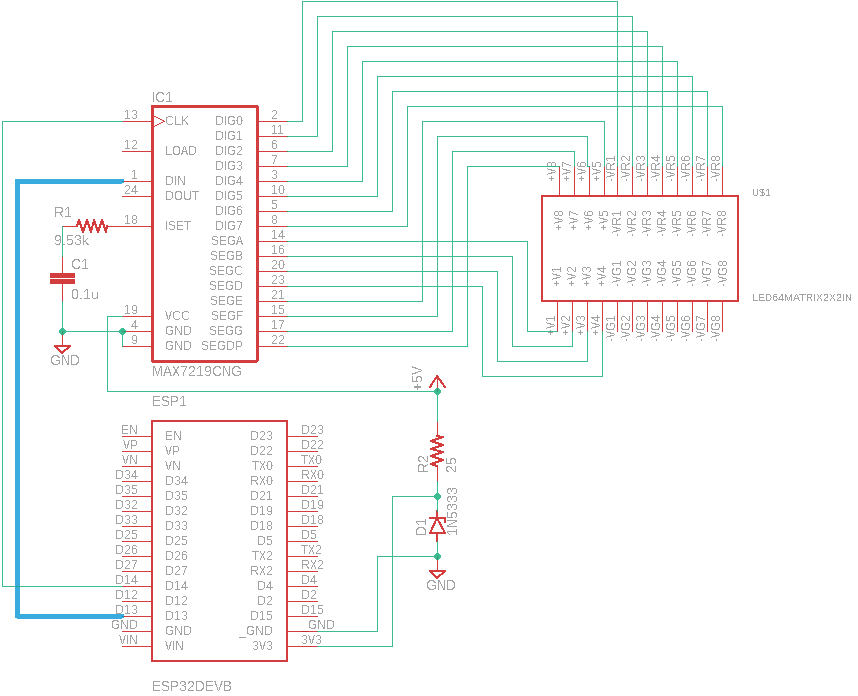 IC1
13 CLK DIG0 2
DIG1 11
12 LOAD DIG2 6
DIG3 7
1 DIN DIG4 3
24 DOUT DIG5 10
DIG6 5
18 ISET DIG7 8
SEGA 14
SEGB 16
SEGC 20
SEGD 23
SEGE 21
19 VCC SEGF 15
4 GND SEGG 17
9 GND SEGDP 22
MAX7219CNG
R1
9.53k
C1
0.1u
GND
+V8 +V7 +V6 +V5 -VR1 -VR2 -VR3 -VR4 -VR5 -VR6 -VR7 -VR8
U$1
+V8 +V7 +V6 +V5 -VR1 -VR2 -VR3 -VR4 -VR5 -VR6 -VR7 -VR8
+V1 +V2 +V3 +V4 -VG1 -VG2 -VG3 -VG4 -VG5 -VG6 -VG7 -VG8
LED64MATRIX2X2IN
+V1 +V2 +V3 +V4 -VG1 -VG2 -VG3 -VG4 -VG5 -VG6 -VG7 -VG8
+5V
R2
25
D1
1N5333
GND
ESP1
EN EN D23 D23
VP VP D22 D22
VN VN TX0 TX0
D34 D34 RX0 RX0
D35 D35 D21 D21
D32 D32 D19 D19
D33 D33 D18 D18
D25 D25 D5 D5
D26 D26 TX2 TX2
D27 D27 RX2 RX2
D14 D14 D4 D4
D12 D12 D2 D2
D13 D13 D15 D15
GND GND _GND GND
VIN VIN 3V3 3V3
ESP32DEVB